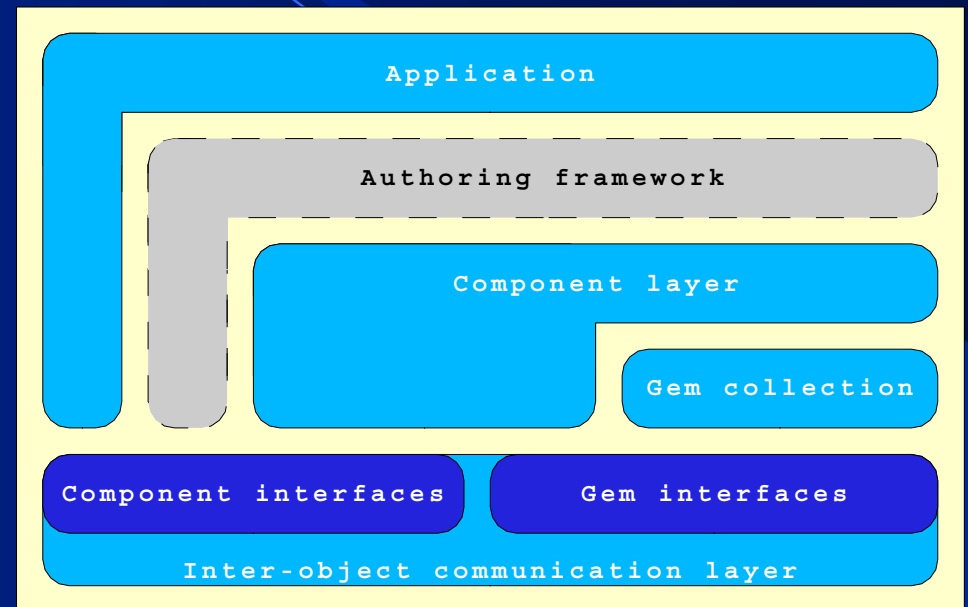 Application
Authoring framework
Component layer
Gem collection
Component interfaces
Gem interfaces
Inter-object communication layer